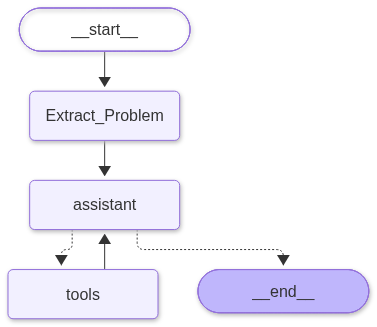 __start__
Extract_Problem
assistant
tools
__end__